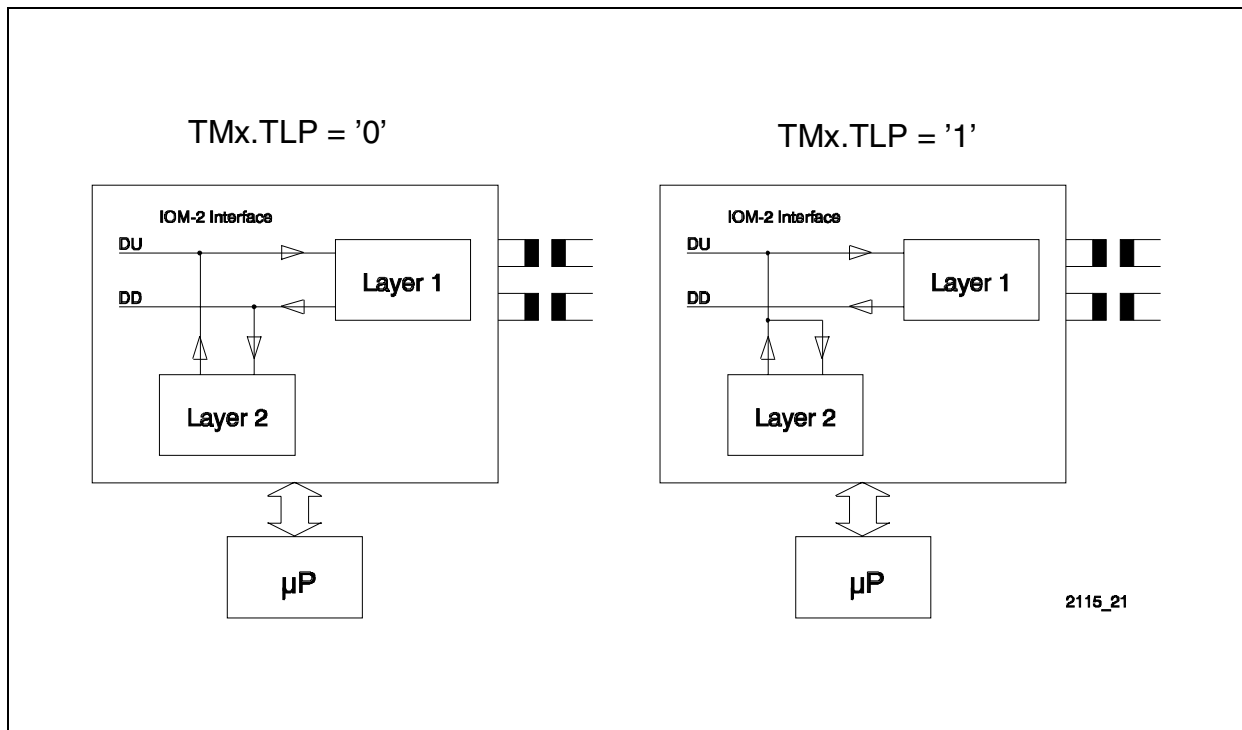 TMx.TLP = '0'
IOM-2 Interface
DU
DD
Layer 1
Layer 2
µP
TMx.TLP = '1'
IOM-2 Interface
DU
DD
Layer 1
Layer 2
µP
2115_21